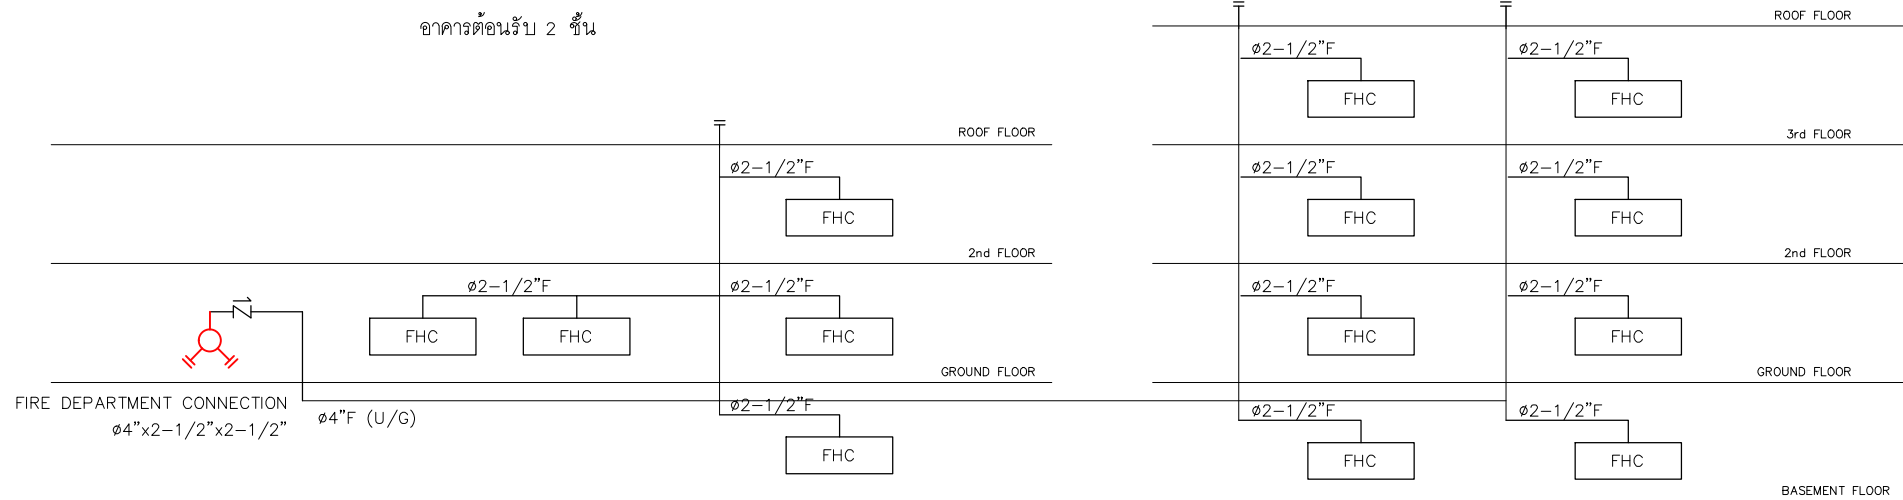 อาคารต้อนรับ 2 ชั้น
ROOF FLOOR
ø2-1/2"F
FHC
2nd FLOOR
ø2-1/2"F
ø2-1/2"F
FHC
FHC
FHC
GROUND FLOOR
FIRE DEPARTMENT CONNECTION
ø4"x2-1/2"x2-1/2"
ø4"F (U/G)
ø2-1/2"F
FHC
ROOF FLOOR
ø2-1/2"F
ø2-1/2"F
FHC
FHC
3rd FLOOR
ø2-1/2"F
ø2-1/2"F
FHC
FHC
2nd FLOOR
ø2-1/2"F
ø2-1/2"F
FHC
FHC
GROUND FLOOR
ø2-1/2"F
ø2-1/2"F
FHC
FHC
BASEMENT FLOOR